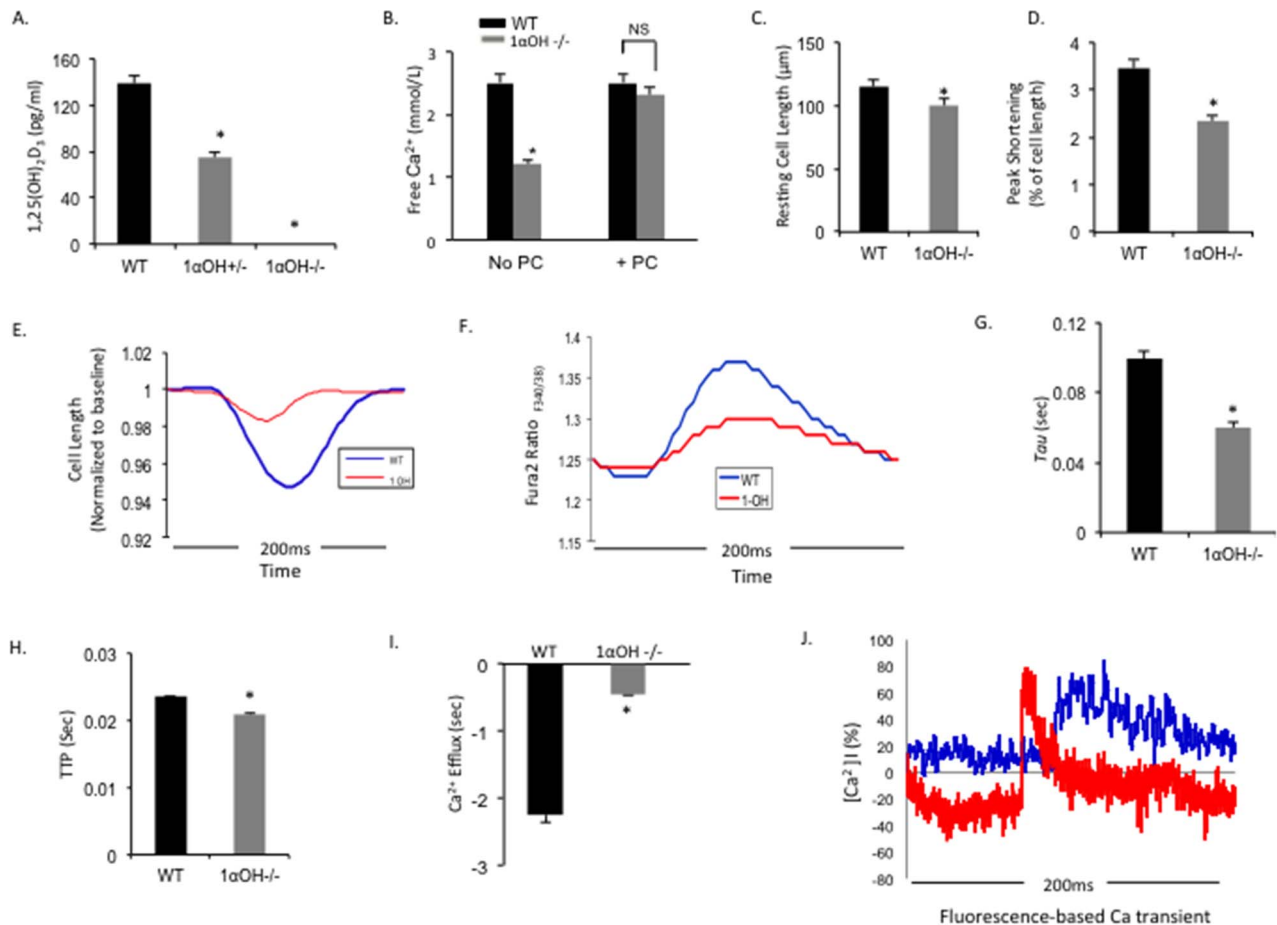 A.
1,25(OH)2D3 (pg/ml)
160
120
80
40
0
*
*
WT
1αOH+/-
1αOH-/-
B.
WT
1αOH -/-
NS
Free Ca2+ (mmol/L)
3
2
1
0
*
No PC
+ PC
C.
Resting Cell Length (µm)
150
100
50
0
*
WT
1αOH-/-
D.
Peak Shortening
(% of cell length)
4
3
2
1
0
*
WT
1αOH-/-
E.
Cell Length
(Normalized to baseline)
1.02
1
0.98
0.96
0.94
0.92
WT
1-OH
200ms
Time
F.
Fura2 Ratio F340/38)
1.4
1.35
1.3
1.25
1.2
1.15
WT
1-OH
200ms
Time
G.
Tau (sec)
0.12
0.08
0.04
0
*
WT
1αOH-/-
H.
TTP (Sec)
0.03
0.02
0.01
0
*
WT
1αOH-/-
I.
WT
1αOH -/-
Ca2+ Efflux (sec)
0
-1
-2
-3
*
J.
[Ca2 ]I (%)
100
80
60
40
20
0
-20
-40
-60
-80
200ms
Fluorescence-based Ca transient